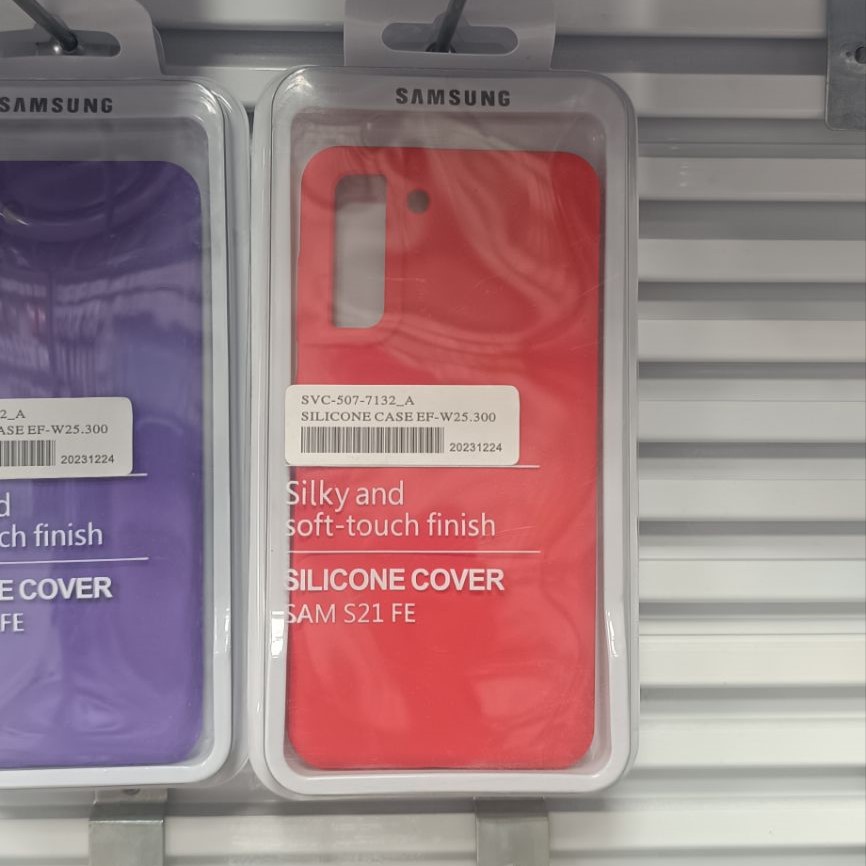 SAMSUNG
2_A
ASE EF-W25.300
20231224
d
ch finish
E COVER
FE
SAMSUNG
SVC-507-7132_A
SILICONE CASE EF-W25.300
20231224
Silky and
soft-touch finish
SILICONE COVER
SAM S21 FE